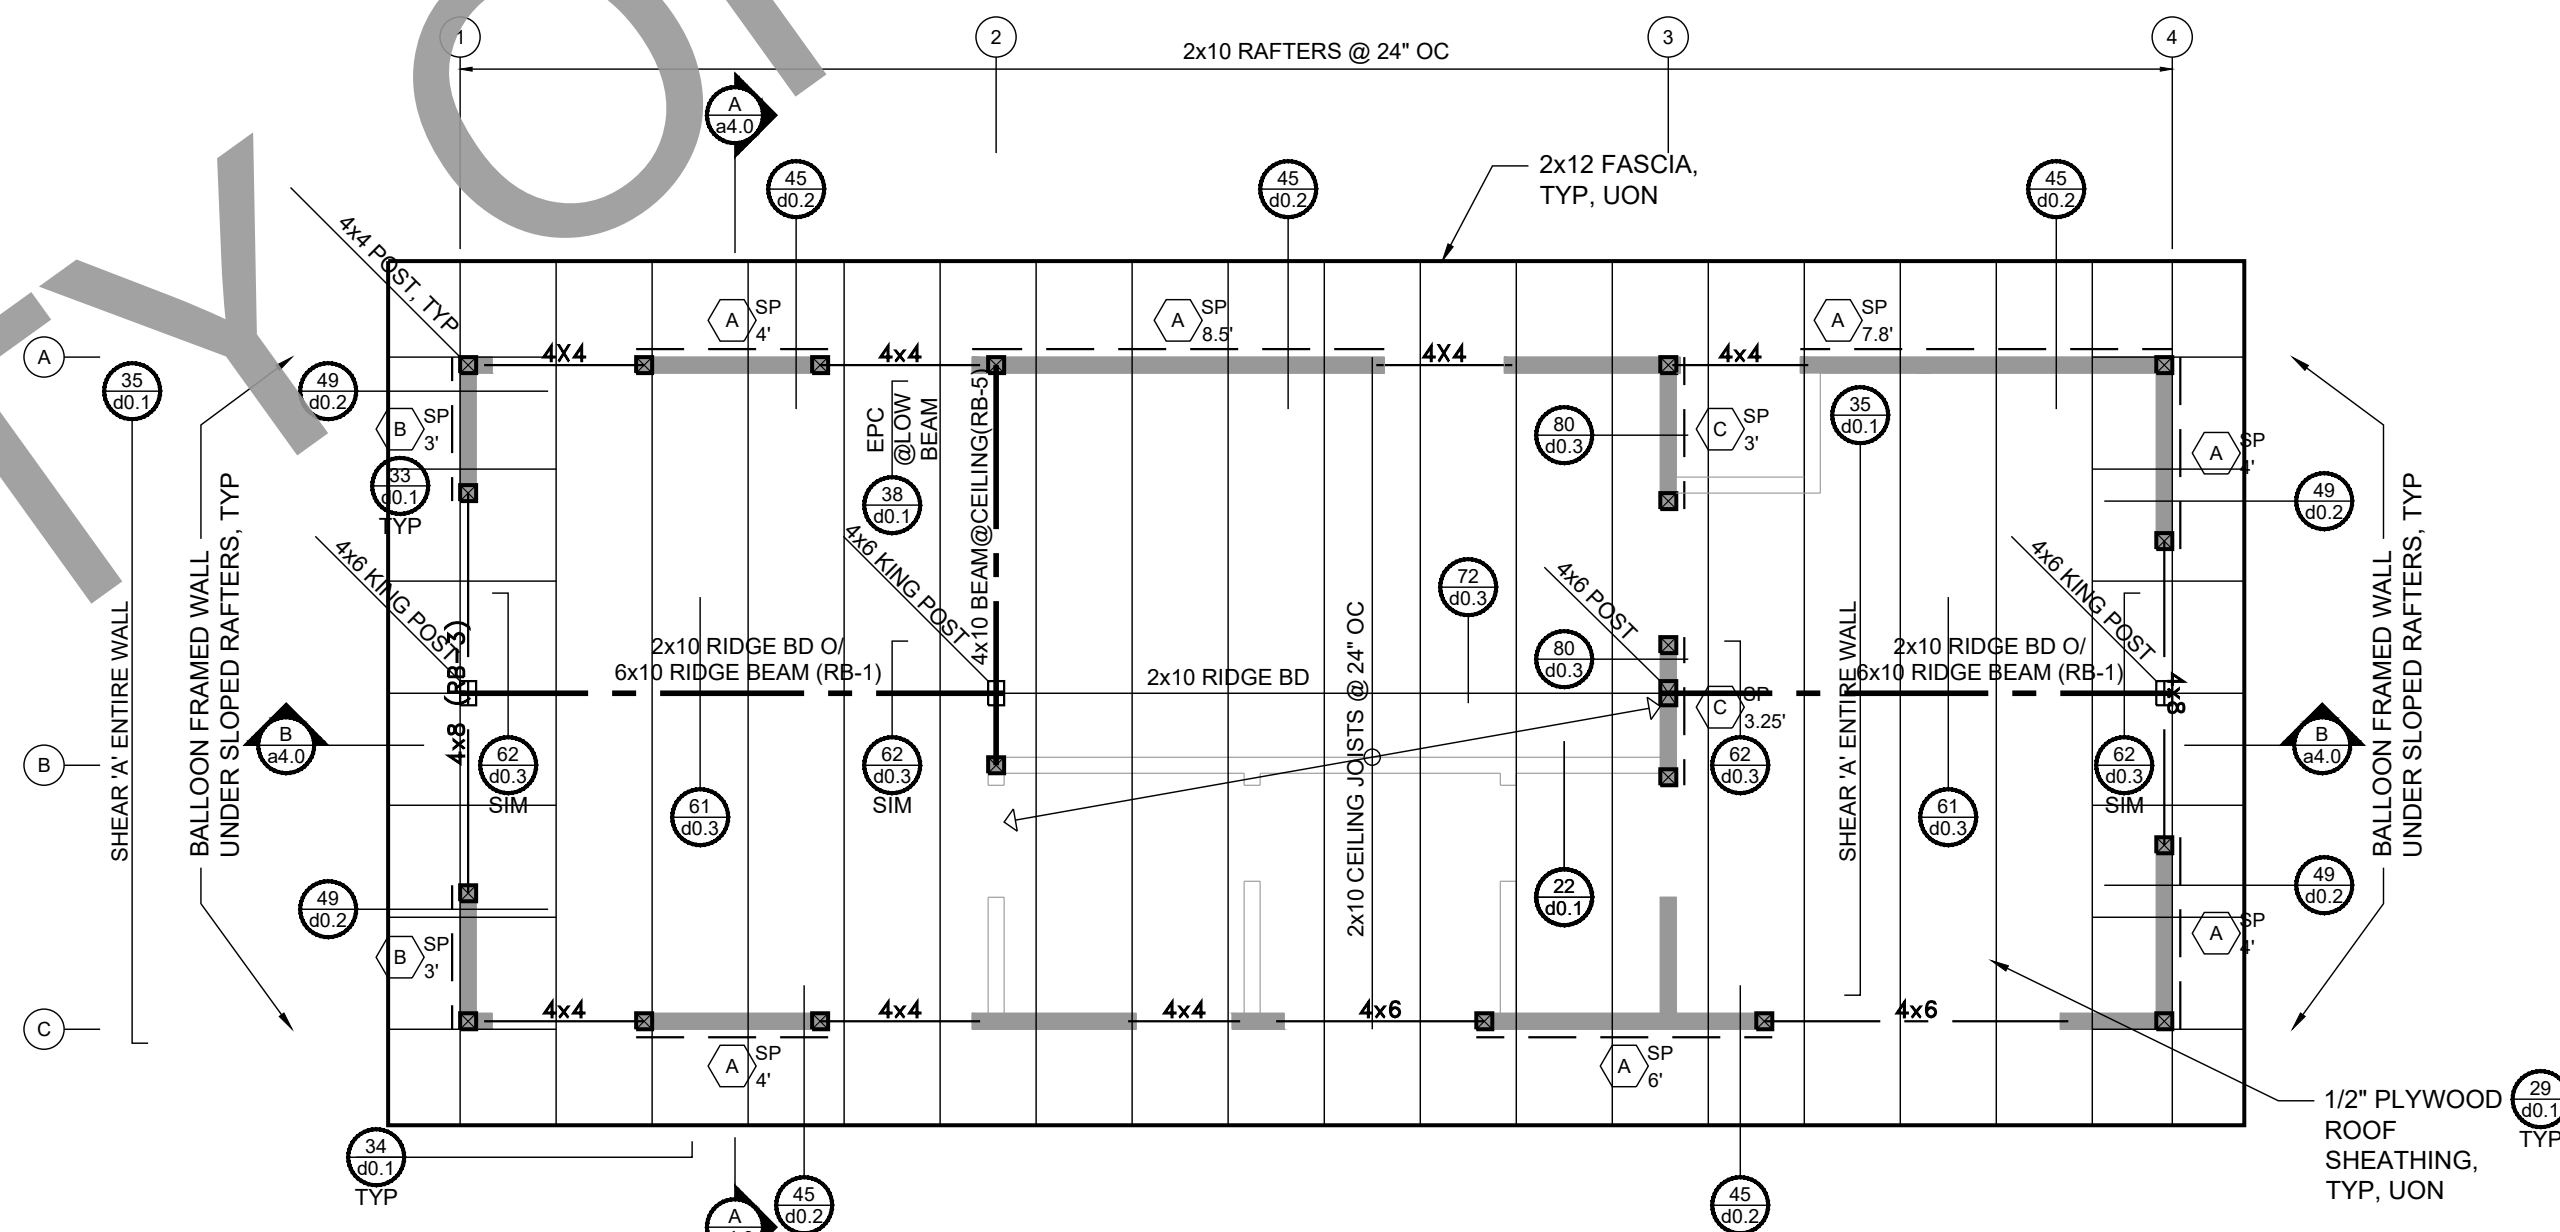 1
2
3
4
2x10 RAFTERS @ 24" OC
A
a4.0
45
d0.2
45
d0.2
45
d0.2
2x12 FASCIA,
TYP, UON
4x4 POST, TYP
A
SP
4'
A
SP
8.5'
A
SP
7.8'
A
35
d0.1
49
d0.2
4X4
4x4
4X4
4x4
B
SP
3'
33
d0.1
TYP
EPC
@LOW
BEAM
38
d0.1
4x10 BEAM@CEILING(RB-5)
80
d0.3
C
SP
3'
35
d0.1
A
SP
4'
49
d0.2
SHEAR 'A' ENTIRE WALL
BALLOON FRAMED WALL
UNDER SLOPED RAFTERS, TYP
4x6 KING POST
4x8 (RB-3)
4x6 KING POST
72
d0.3
4x6 POST
4x6 KING POST
BALLOON FRAMED WALL
UNDER SLOPED RAFTERS, TYP
2x10 RIDGE BD O/
6x10 RIDGE BEAM (RB-1)
2x10 RIDGE BD
80
d0.3
2x10 RIDGE BD O/
6x10 RIDGE BEAM (RB-1)
4x8
C
SP
3.25'
B
B
a4.0
62
d0.3
SIM
61
d0.3
62
d0.3
SIM
2x10 CEILING JOISTS @ 24" OC
62
d0.3
SHEAR 'A' ENTIRE WALL
61
d0.3
62
d0.3
SIM
B
a4.0
49
d0.2
22
d0.1
49
d0.2
B
SP
3'
A
SP
4'
C
4x4
4x4
4x4
4x6
4x6
A
SP
4'
A
SP
6'
1/2" PLYWOOD
ROOF
SHEATHING,
TYP, UON
29
d0.1
TYP
34
d0.1
TYP
A
45
d0.2
45
d0.2